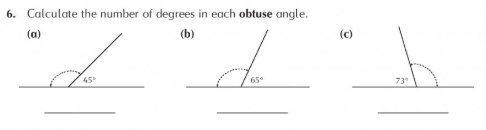 6. Calculate the number of degrees in each obtuse angle.
(a) (b) (c)
45° 65° 73°